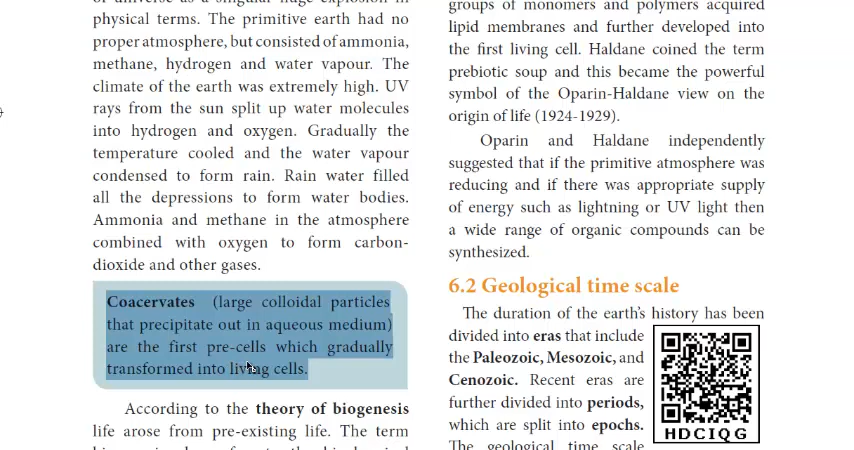 of universe as a singular huge explosion in
physical terms. The primitive earth had no
proper atmosphere, but consisted of ammonia,
methane, hydrogen and water vapour. The
climate of the earth was extremely high. UV
rays from the sun split up water molecules
into hydrogen and oxygen. Gradually the
temperature cooled and the water vapour
condensed to form rain. Rain water filled
all the depressions to form water bodies.
Ammonia and methane in the atmosphere
combined with oxygen to form carbon-
dioxide and other gases.
Coacervates (large colloidal particles
that precipitate out in aqueous medium)
are the first pre-cells which gradually
transformed into living cells.
According to the theory of biogenesis
life arose from pre-existing life. The term
groups of monomers and polymers acquired
lipid membranes and further developed into
the first living cell. Haldane coined the term
prebiotic soup and this became the powerful
symbol of the Oparin-Haldane view on the
origin of life (1924-1929).
Oparin and Haldane independently
suggested that if the primitive atmosphere was
reducing and if there was appropriate supply
of energy such as lightning or UV light then
a wide range of organic compounds can be
synthesized.
6.2 Geological time scale
The duration of the earth's history has been
divided into eras that include
the Paleozoic, Mesozoic, and
Cenozoic. Recent eras are
further divided into periods,
which are split into epochs.
The geological time scale
HDCIQG